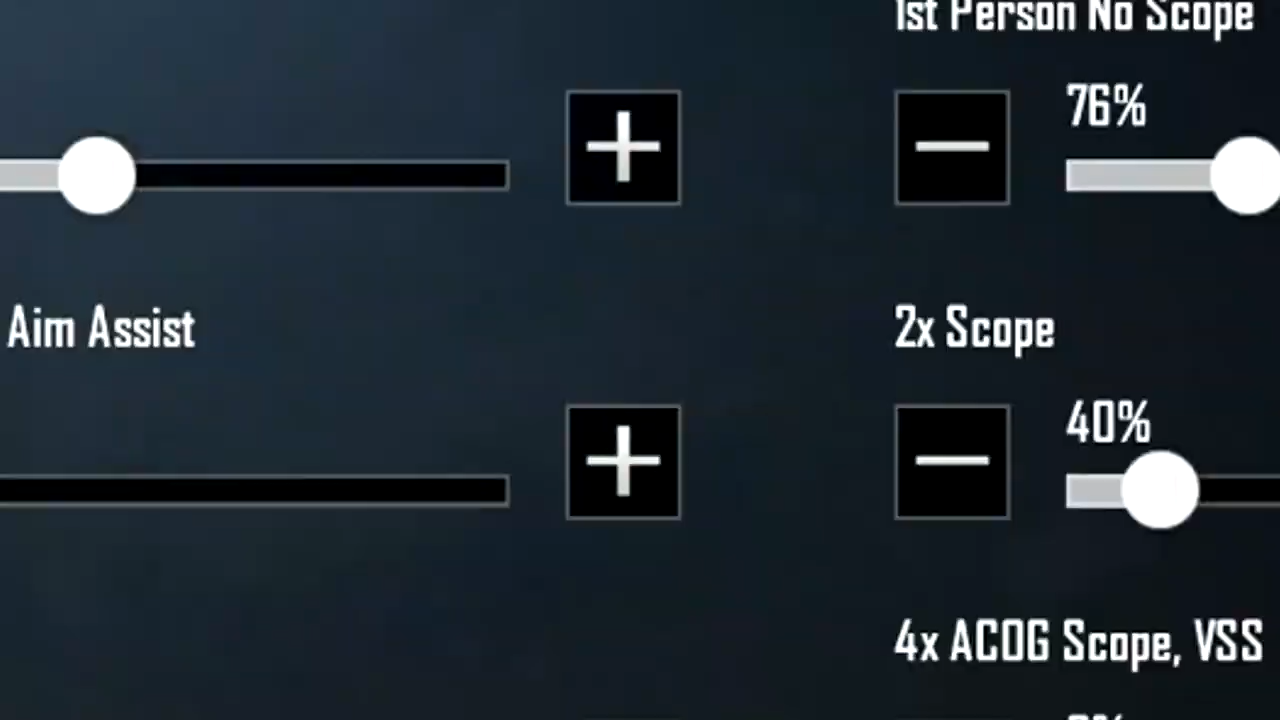 1st Person No Scope
76%
Aim Assist
2x Scope
40%
4x ACOG Scope, VSS